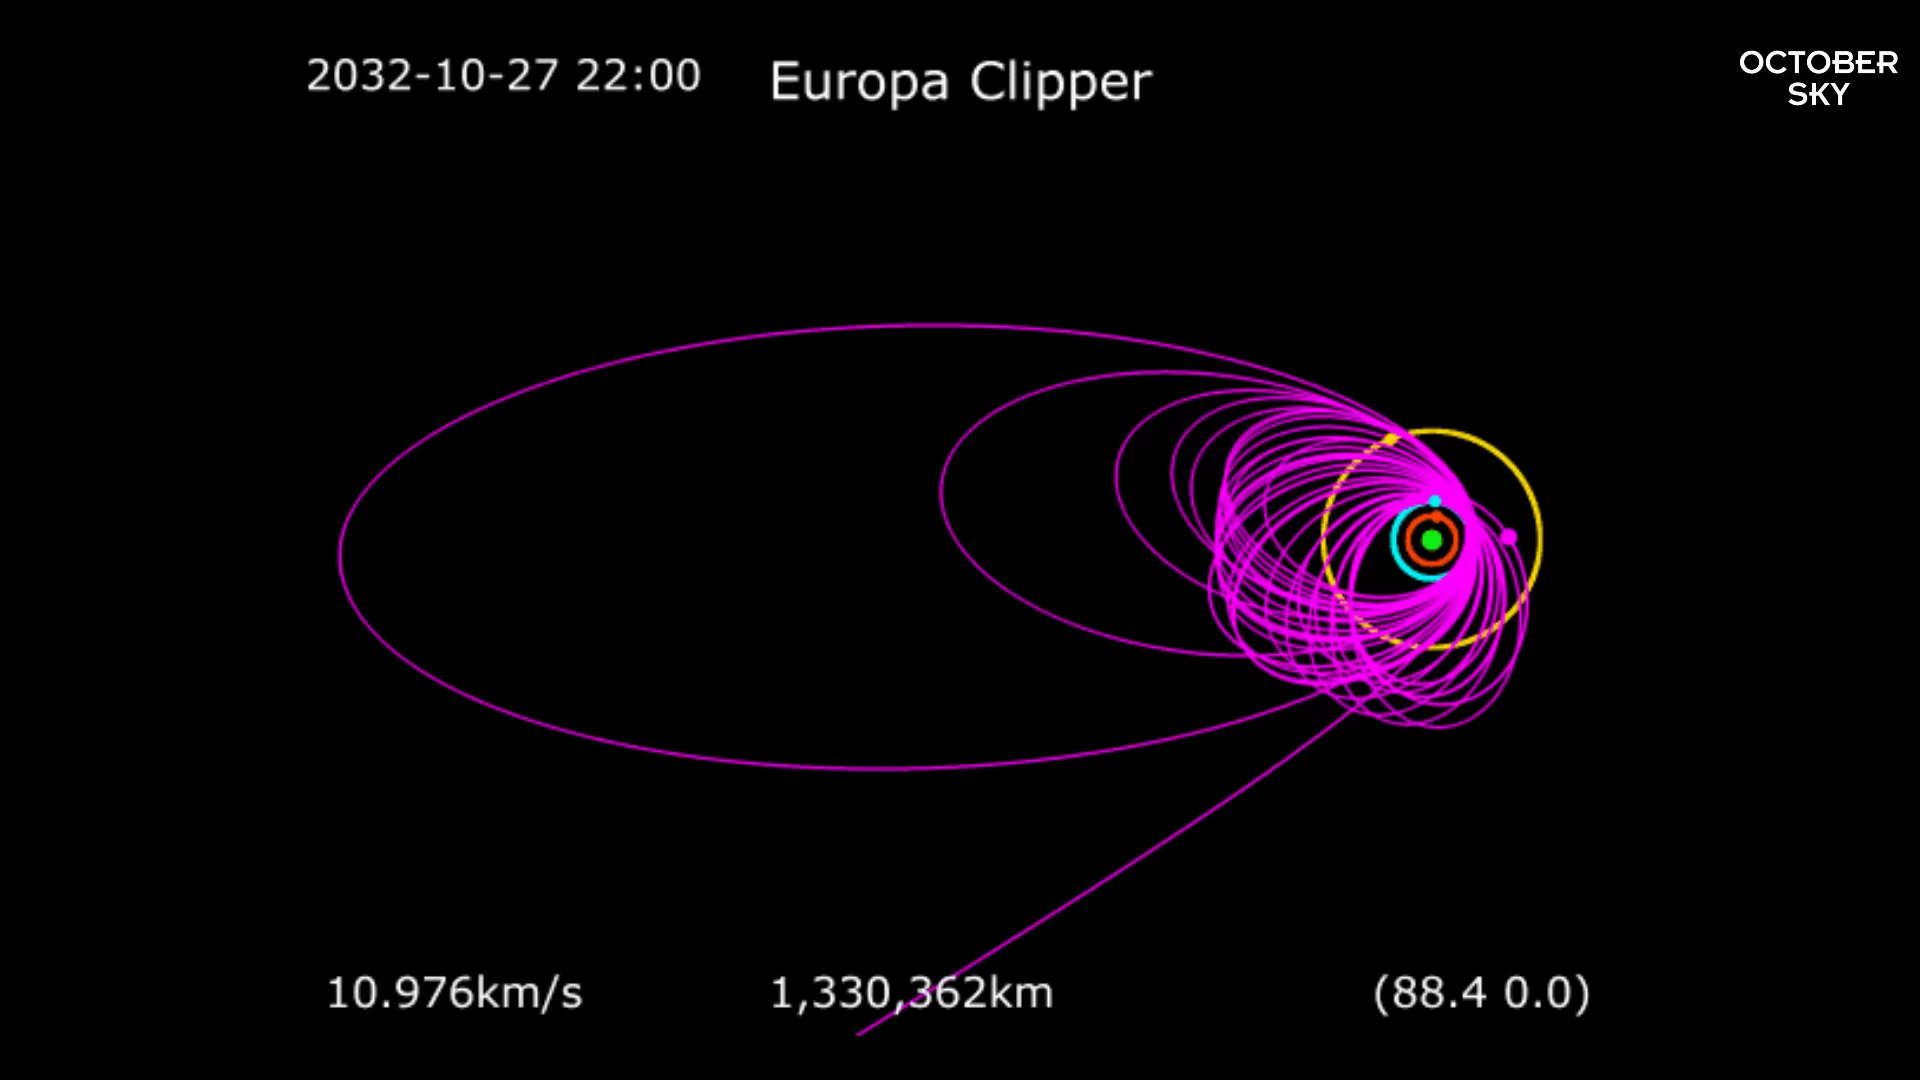 2032-10-27 22:00
Europa Clipper
OCTOBER
SKY
10.976km/s
1,330,362km
(88.4 0.0)